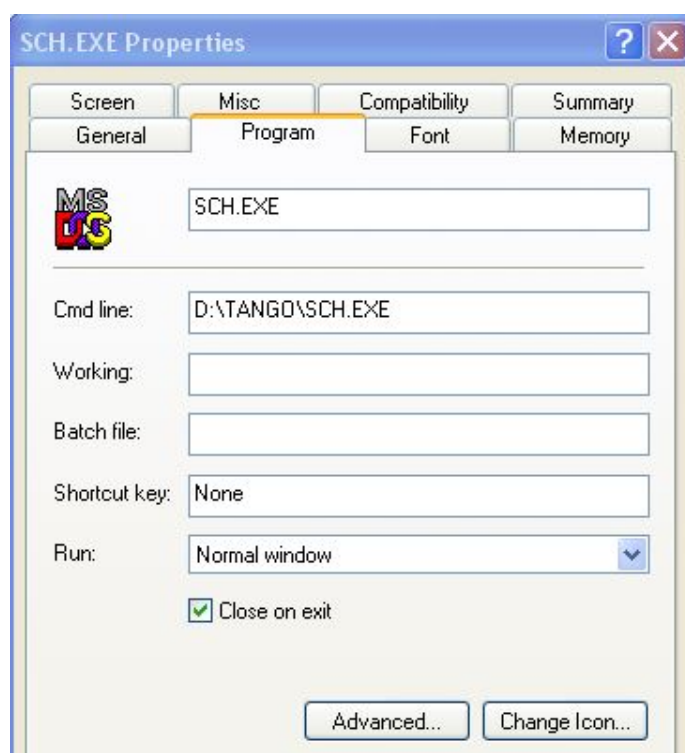 SCH.EXE Properties
Screen Misc Compatibility Summary
General Program Font Memory
MS DOS
SCH.EXE
Cmd line: D:\TANGO\SCH.EXE
Working:
Batch file:
Shortcut key: None
Run: Normal window
Close on exit
Advanced... Change Icon...